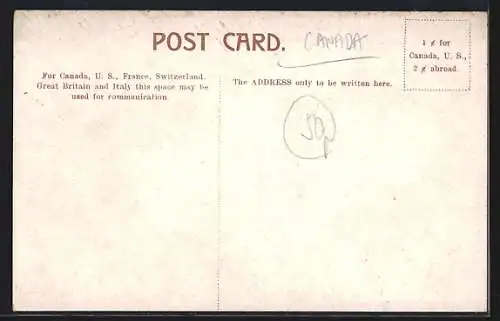 POST CARD.
CANADA
1 ¢ for
Canada, U. S.,
2 ¢ abroad.
For Canada, U. S., France, Switzerland,
Great Britain and Italy this space may be
used for communication
The ADDRESS only to be written here.
50p